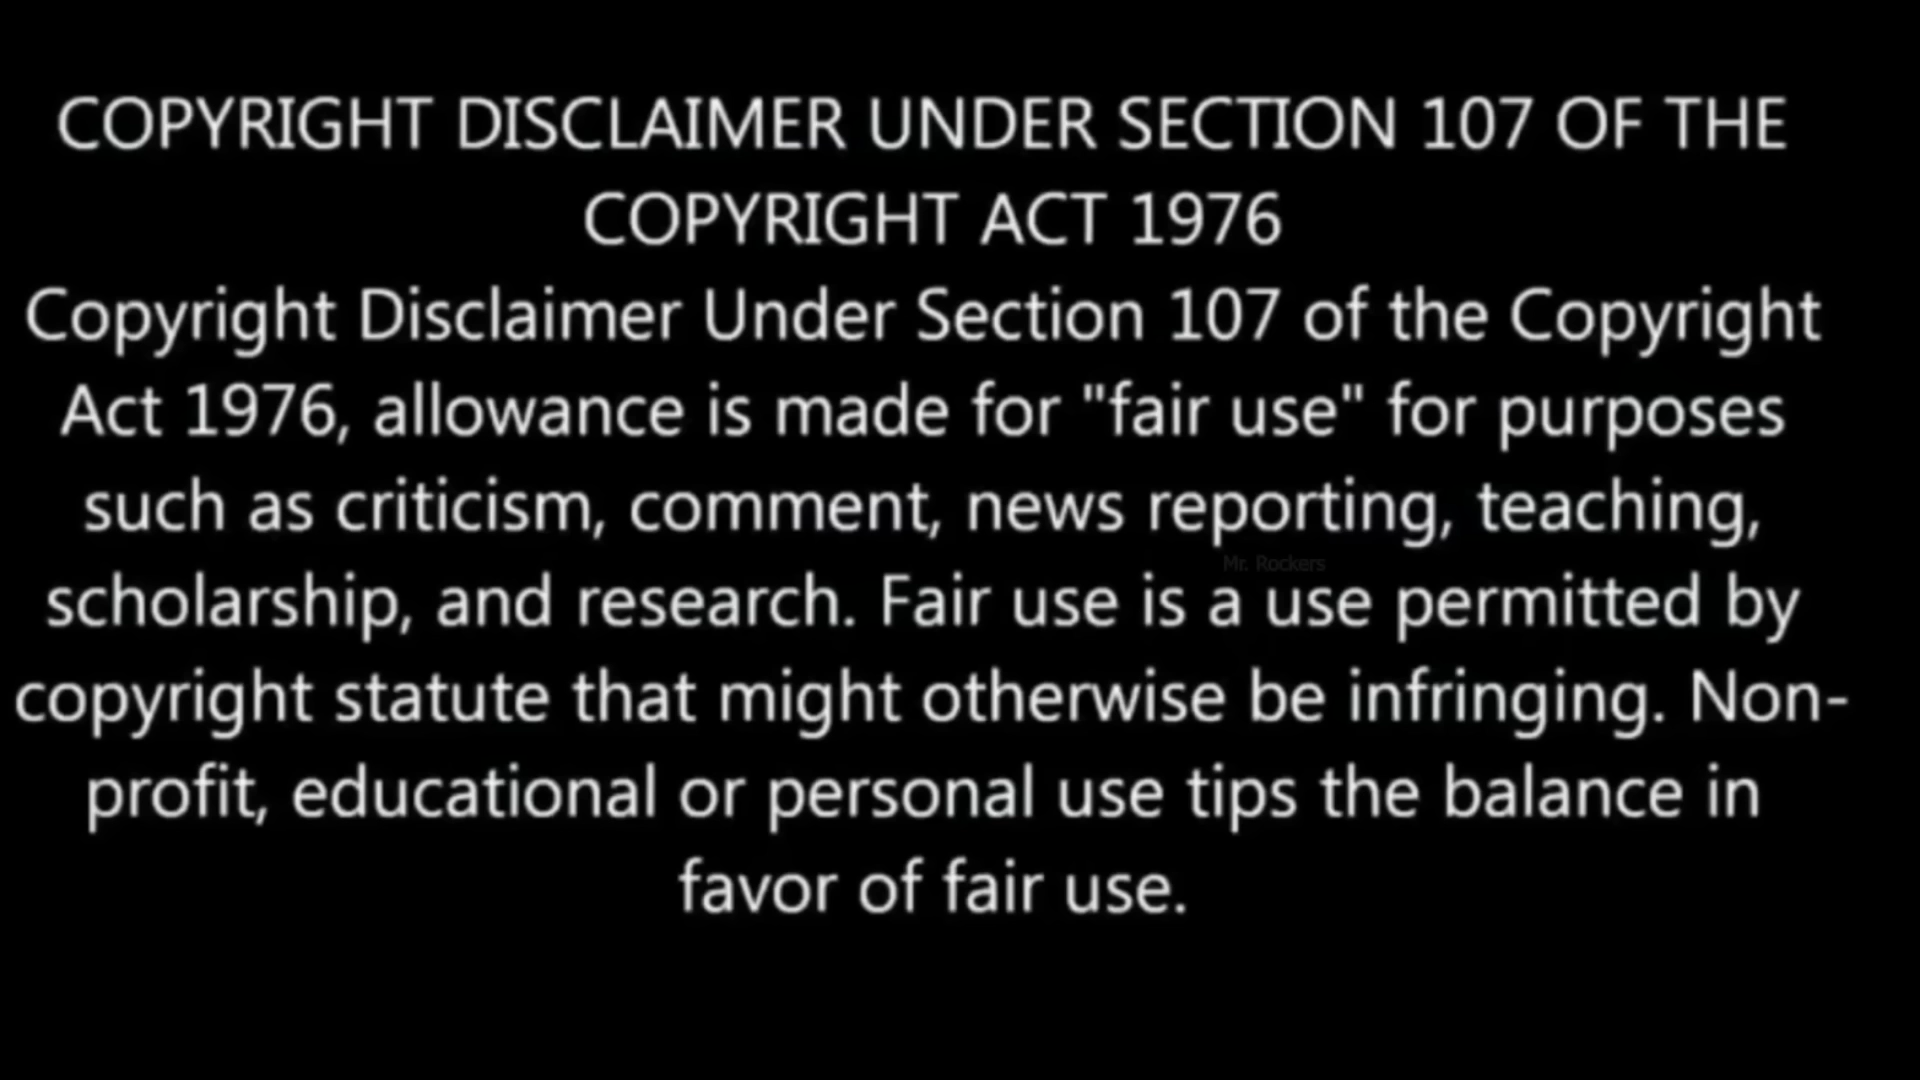 COPYRIGHT DISCLAIMER UNDER SECTION 107 OF THE
COPYRIGHT ACT 1976
Copyright Disclaimer Under Section 107 of the Copyright
Act 1976, allowance is made for "fair use" for purposes
such as criticism, comment, news reporting, teaching,
Mr. Rockers
scholarship, and research. Fair use is a use permitted by
copyright statute that might otherwise be infringing. Non-
profit, educational or personal use tips the balance in
favor of fair use.